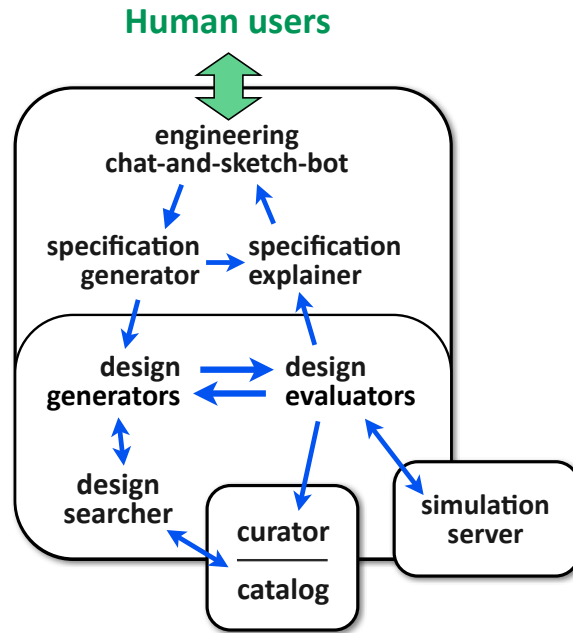 Human users
engineering
chat-and-sketch-bot
specification
generator
specification
explainer
design
generators
design
evaluators
design
searcher
curator
catalog
simulation
server